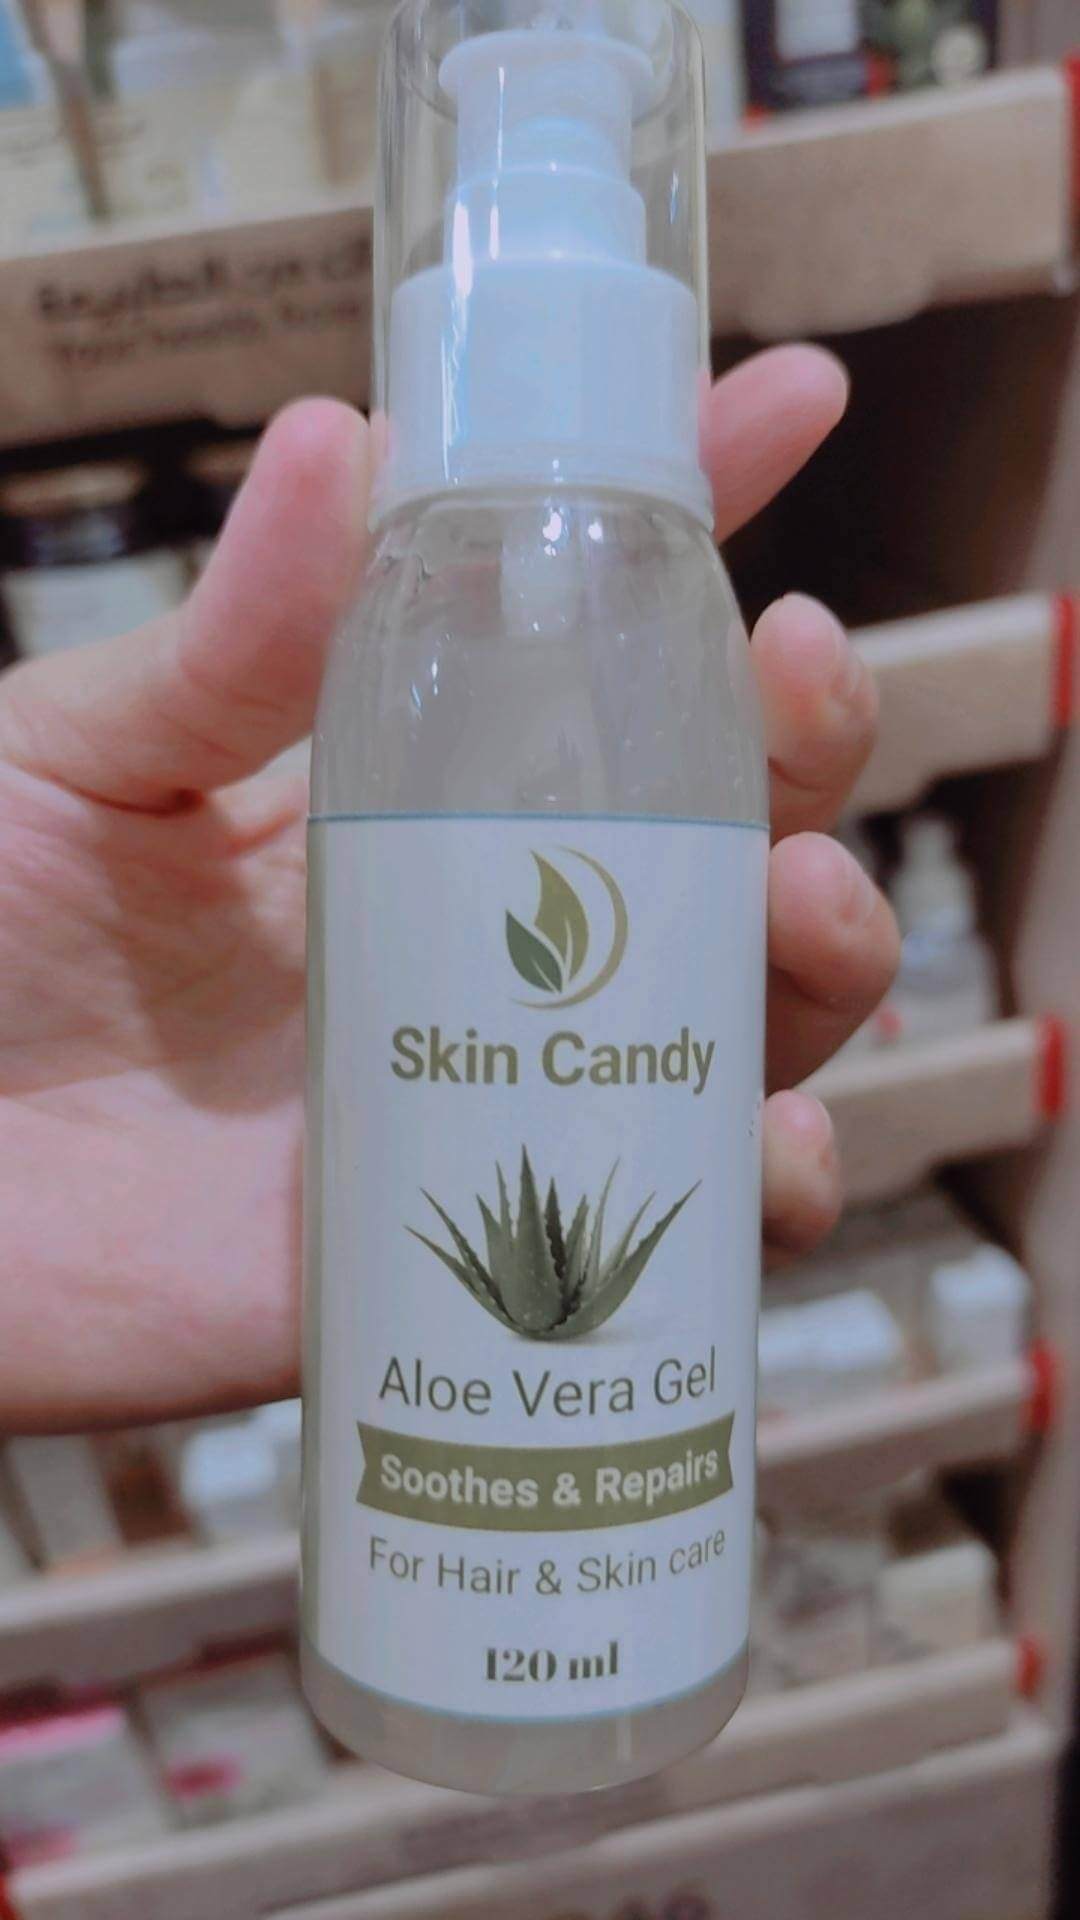 Skin Candy
Aloe Vera Gel
Soothes & Repairs
For Hair & Skin care
120 ml